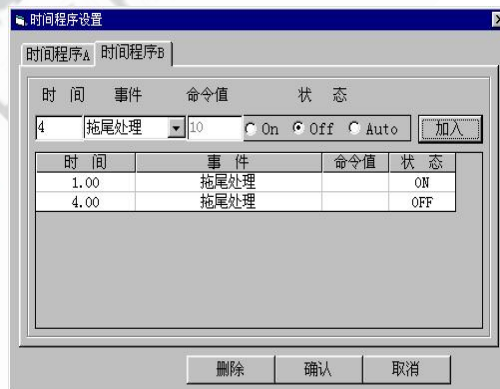 时间程序设置
时间程序A 时间程序B
时 间 事件 命令值 状 态
4 拖尾处理 10 On Off Auto 加入
时 间 事 件 命令值 状 态
1.00 拖尾处理 ON
4.00 拖尾处理 OFF
删除 确认 取消